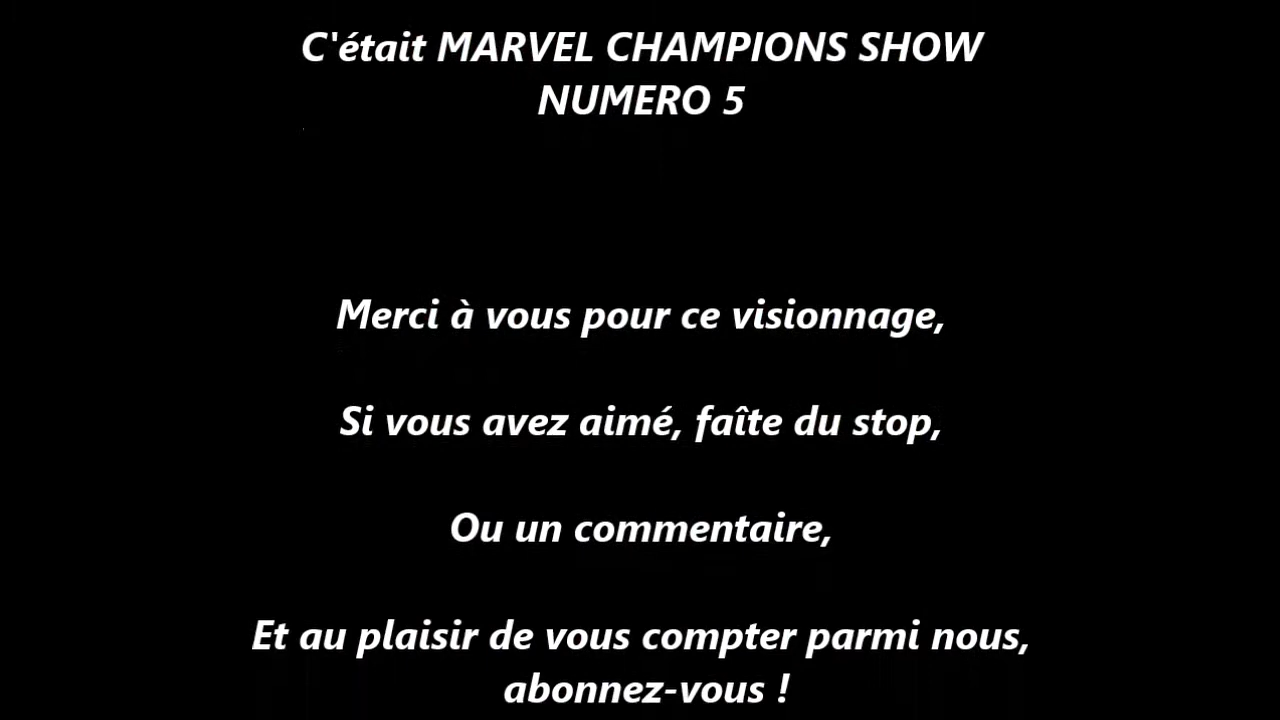 C'était MARVEL CHAMPIONS SHOW
NUMERO 5
Merci à vous pour ce visionnage,
Si vous avez aimé, faîte du stop,
Ou un commentaire,
Et au plaisir de vous compter parmi nous,
abonnez-vous !